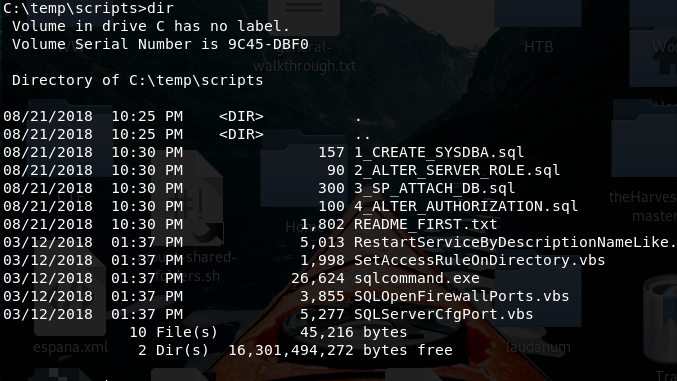 C:\temp\scripts>dir
 Volume in drive C has no label.
 Volume Serial Number is 9C45-DBF0

 Directory of C:\temp\scripts

08/21/2018  10:25 PM    <DIR>          .
08/21/2018  10:25 PM    <DIR>          ..
08/21/2018  10:30 PM               157 1_CREATE_SYSDBA.sql
08/21/2018  10:30 PM                90 2_ALTER_SERVER_ROLE.sql
08/21/2018  10:30 PM               300 3_SP_ATTACH_DB.sql
08/21/2018  10:30 PM               100 4_ALTER_AUTHORIZATION.sql
08/21/2018  10:30 PM             1,802 README_FIRST.txt
03/12/2018  01:37 PM             5,013 RestartServiceByDescriptionNameLike.
03/12/2018  01:37 PM             1,998 SetAccessRuleOnDirectory.vbs
03/12/2018  01:37 PM            26,624 sqlcommand.exe
03/12/2018  01:37 PM             3,855 SQLOpenFirewallPorts.vbs
03/12/2018  01:37 PM             5,277 SQLServerCfgPort.vbs
              10 File(s)         45,216 bytes
               2 Dir(s)  16,301,494,272 bytes free
general-
walkthrough.txt
HTB
theHarves
master
-shared-
folders.sh
espana.xml
laudanum